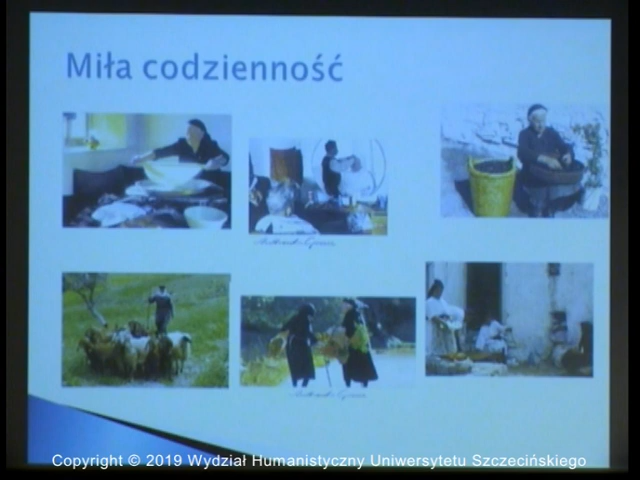 Miła codzienność
Copyright © 2019 Wydział Humanistyczny Uniwersytetu Szczecińskiego